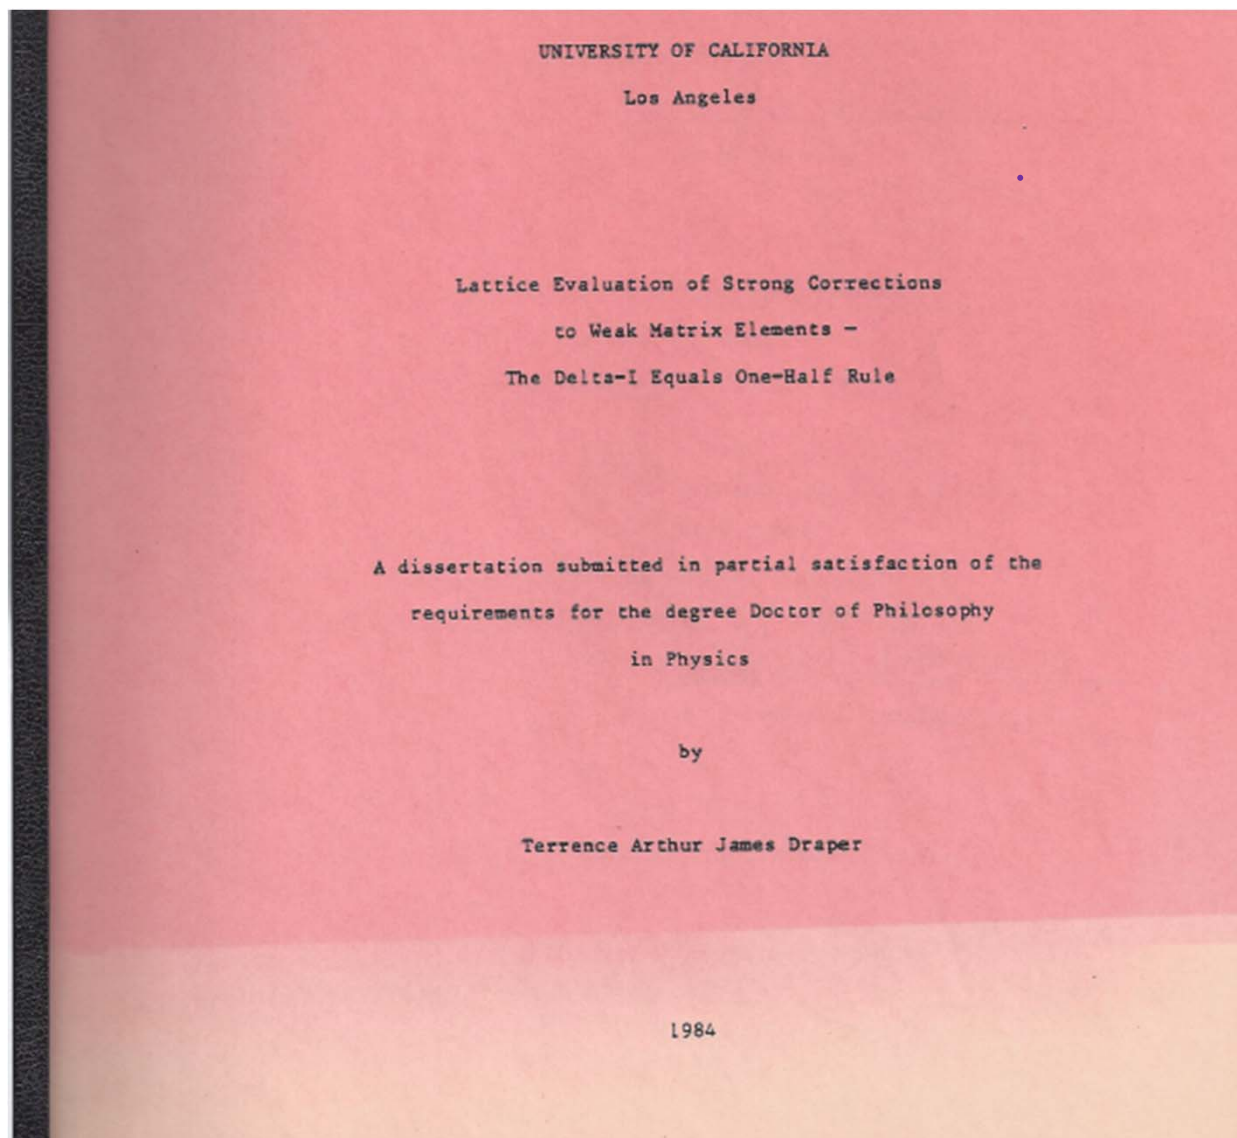 UNIVERSITY OF CALIFORNIA
Los Angeles
Lattice Evaluation of Strong Corrections
to Weak Matrix Elements —
The Delta-I Equals One-Half Rule
A dissertation submitted in partial satisfaction of the
requirements for the degree Doctor of Philosophy
in Physics
by
Terrence Arthur James Draper
1984